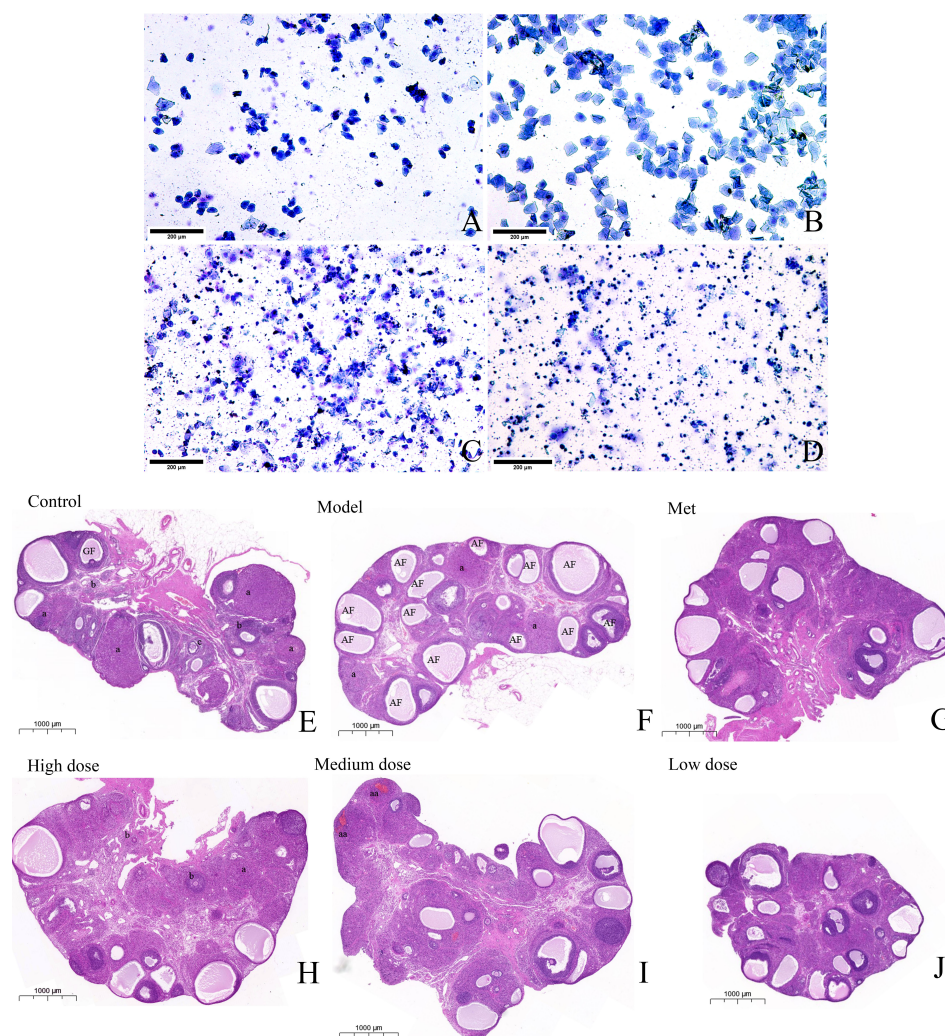 A
B
200 μm
200 μm
C
D
200 μm
200 μm
Control
Model
Met
GF
b
a
a
b
c
a
a
1000 μm
E
AF
AF
AF
AF
a
AF
AF
AF
AF
a
AF
AF
AF
AF
a
AF
1000 μm
F
1000 μm
G
High dose
Medium dose
Low dose
b
b
a
1000 μm
H
aa
aa
1000 μm
I
1000 μm
J